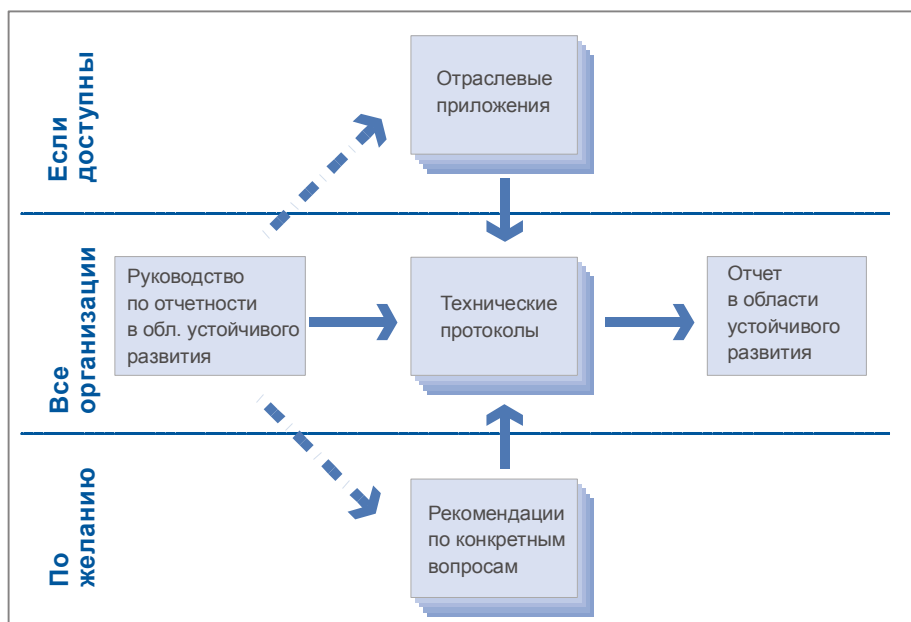 Если
доступны
Отраслевые
приложения
Все
организации
Руководство
по отчетности
в обл. устойчивого
развития
Технические
протоколы
Отчет
в области
устойчивого
развития
По
желанию
Рекомендации
по конкретным
вопросам